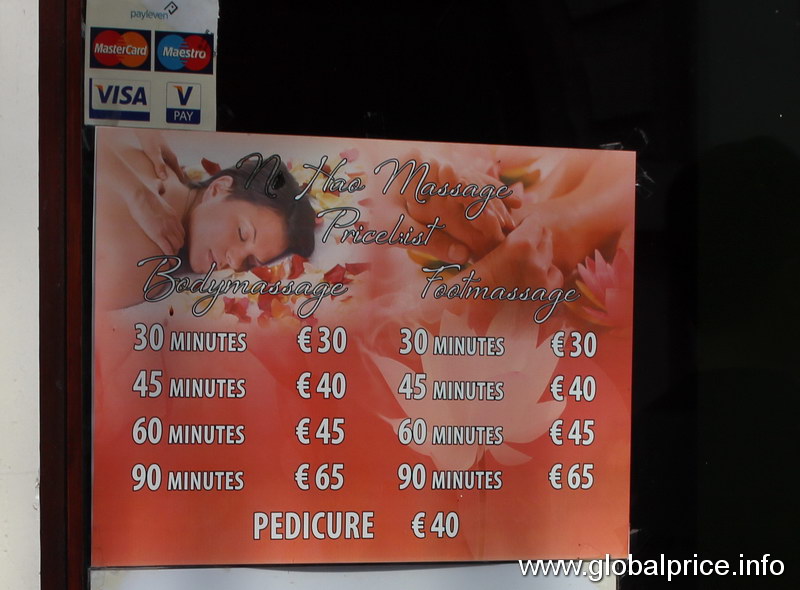 payleven
MasterCard Maestro
VISA V PAY
Ni Hao Massage
Pricelist
Bodymassage Footmassage
30 MINUTES € 30 30 MINUTES € 30
45 MINUTES € 40 45 MINUTES € 40
60 MINUTES € 45 60 MINUTES € 45
90 MINUTES € 65 90 MINUTES € 65
PEDICURE € 40
www.globalprice.info